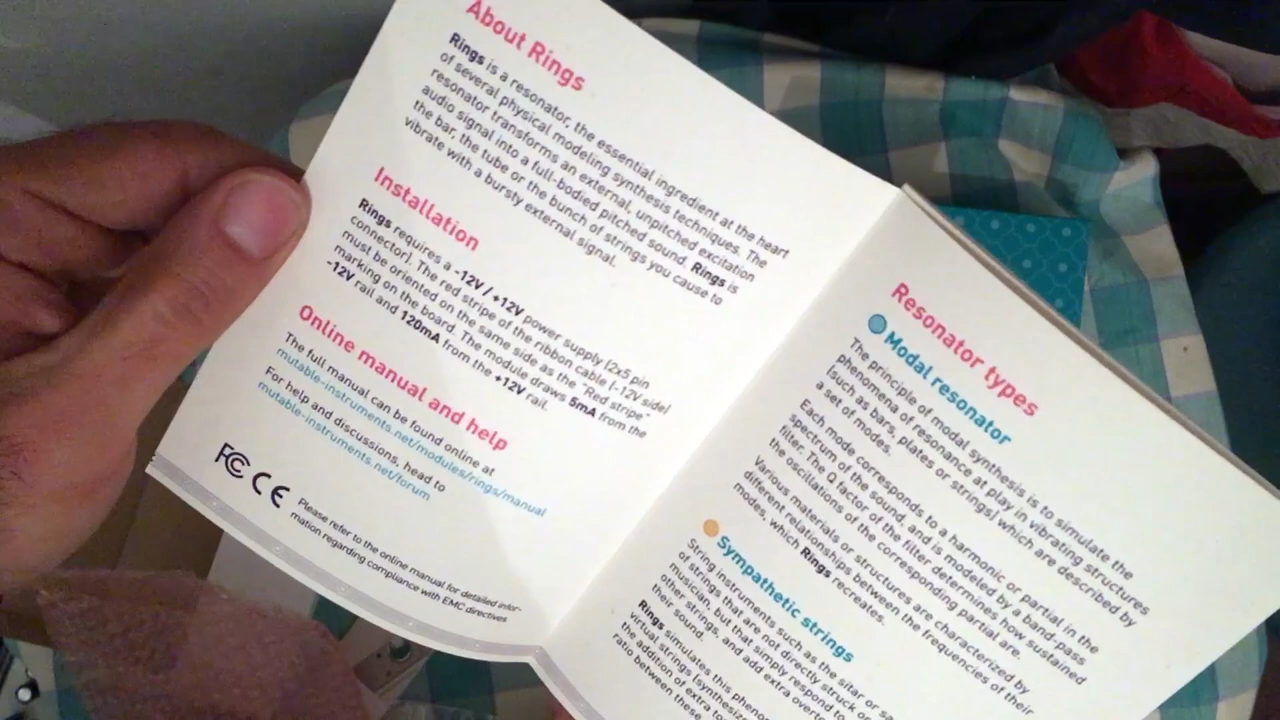 About Rings
Rings is a resonator, the essential ingredient at the heart
of several physical modeling synthesis techniques. The
resonator transforms an external, unpitched excitation
audio signal into a full-bodied pitched sound. Rings is
the bar, the tube or the bunch of strings you cause to
vibrate with a bursty external signal.
Installation
Rings requires a -12V / +12V power supply (2x5 pin
connector). The red stripe of the ribbon cable (-12V side)
must be oriented on the same side as the "Red stripe"
marking on the board. The module draws 5mA from the
-12V rail and 120mA from the +12V rail.
Online manual and help
The full manual can be found online at
mutable-instruments.net/modules/rings/manual
For help and discussions, head to
mutable-instruments.net/forum
FC CE
Please refer to the online manual for detailed infor-
mation regarding compliance with EMC directives
Resonator types
Modal resonator
The principle of modal synthesis is to simulate the
phenomena of resonance at play in vibrating structures
(such as bars, plates or strings) which are described by
a set of modes.
Each mode corresponds to a harmonic or partial in the
spectrum of the sound, and is modeled by a band-pass
filter. The Q factor of the filter determines how sustained
the oscillations of the corresponding partial are.
Various materials or structures are characterized by
different relationships between the frequencies of their
modes, which Rings recreates.
Sympathetic strings
String instruments such as the sitar or
of strings that are not directly struck
musician, but that simply respond to
other strings, and add extra
their sound.
Rings simulates this
virtual strings
the addition of extra
ratio between these